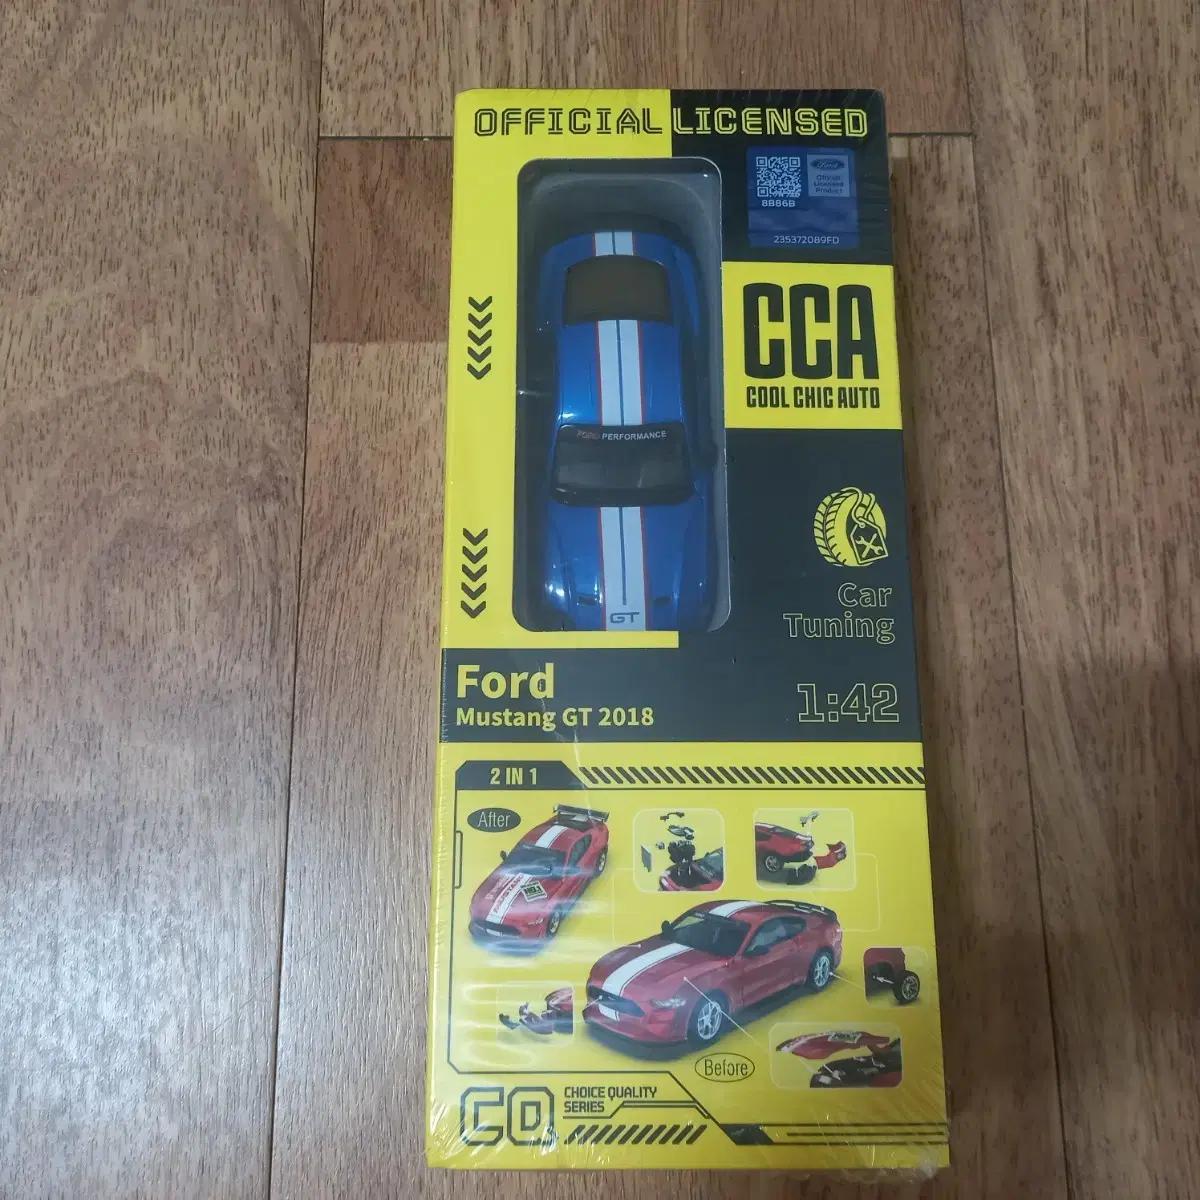 OFFICIAL LICENSED
Ford
Official
Licensed
Product
8B86B
235372089FD
CCA
COOL CHIC AUTO
FORD PERFORMANCE
GT
Car
Tuning
Ford
Mustang GT 2018
1:42
2 IN 1
After
Before
CQ
CHOICE QUALITY
SERIES